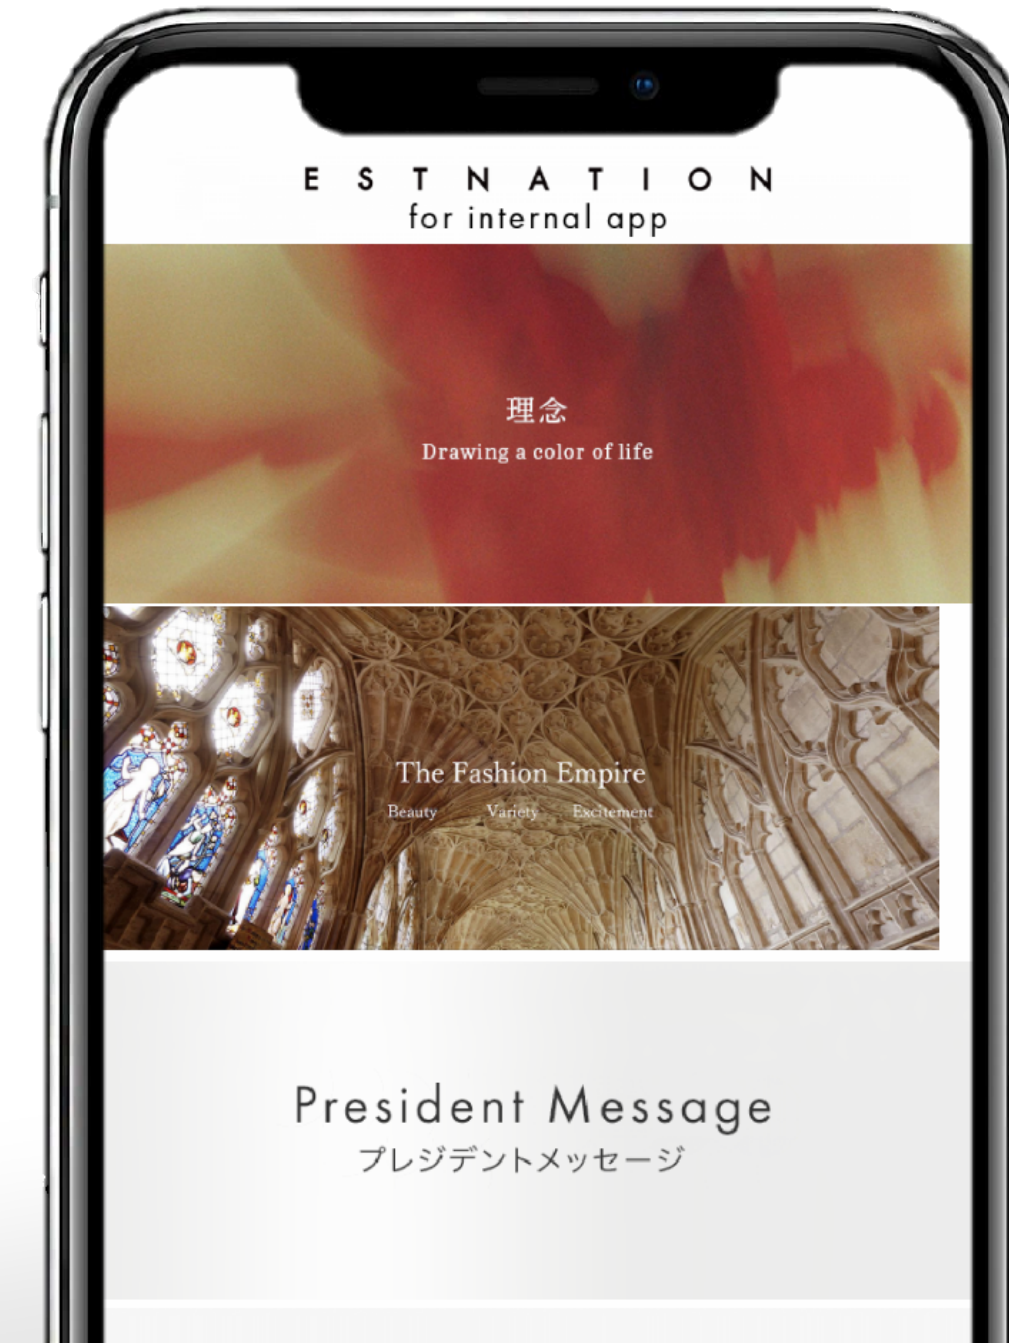 ESTNATION
for internal app
理念
Drawing a color of life
The Fashion Empire
Beauty Variety Excitement
President Message
プレジデントメッセージ